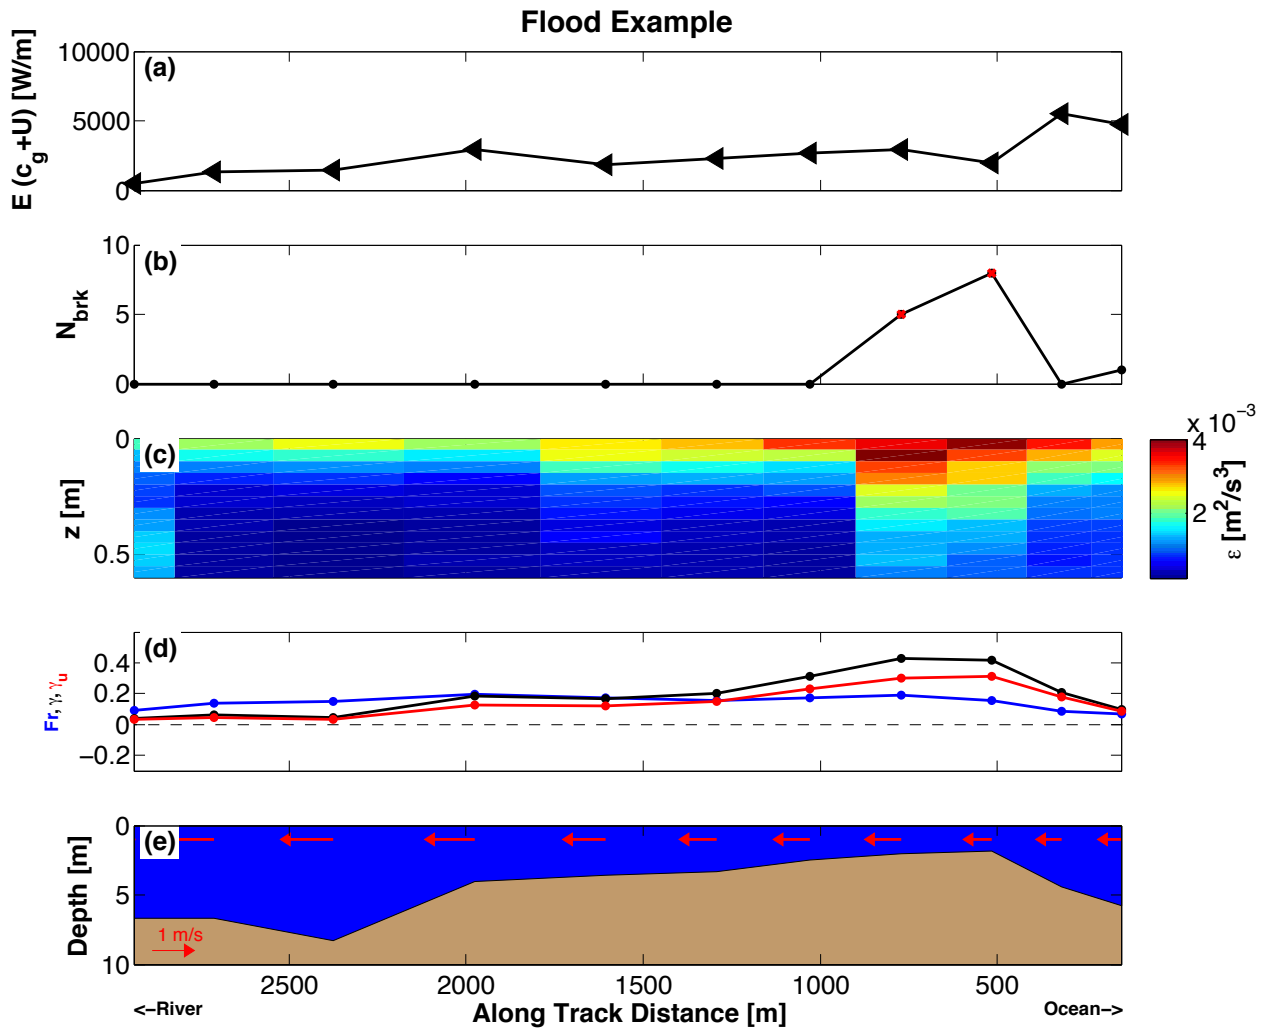 Flood Example
E (c_g+U) [W/m]
10000
5000
0
(a)
N_brk
10
5
0
(b)
z [m]
0
0.5
(c)
x 10^−3
4
2
ε [m^2/s^3]
Fr, γ, γ_u
0.4
0.2
0
−0.2
(d)
Depth [m]
0
5
10
(e)
1 m/s
2500 2000 1500 1000 500
<−River
Along Track Distance [m]
Ocean−>